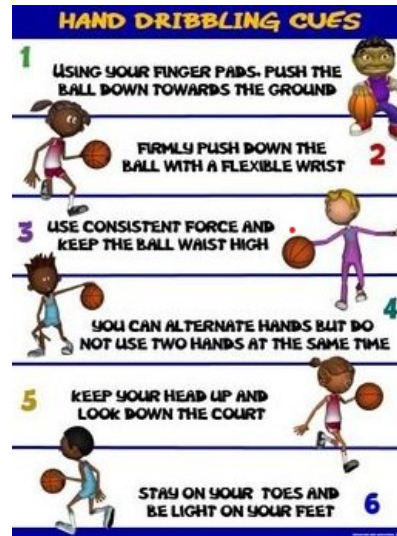 HAND DRIBBLING CUES
1
USING YOUR FINGER PADS, PUSH THE
BALL DOWN TOWARDS THE GROUND
2
FIRMLY PUSH DOWN THE
BALL WITH A FLEXIBLE WRIST
3
USE CONSISTENT FORCE AND
KEEP THE BALL WAIST HIGH
4
YOU CAN ALTERNATE HANDS BUT DO
NOT USE TWO HANDS AT THE SAME TIME
5
KEEP YOUR HEAD UP AND
LOOK DOWN THE COURT
6
STAY ON YOUR TOES AND
BE LIGHT ON YOUR FEET